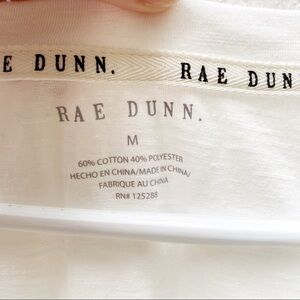 E DUNN. RAE DUN
RAE DUNN.
M
60% COTTON 40% POLYESTER
HECHO EN CHINA/MADE IN CHINA/
FABRIQUE AU CHINA
RN# 125288